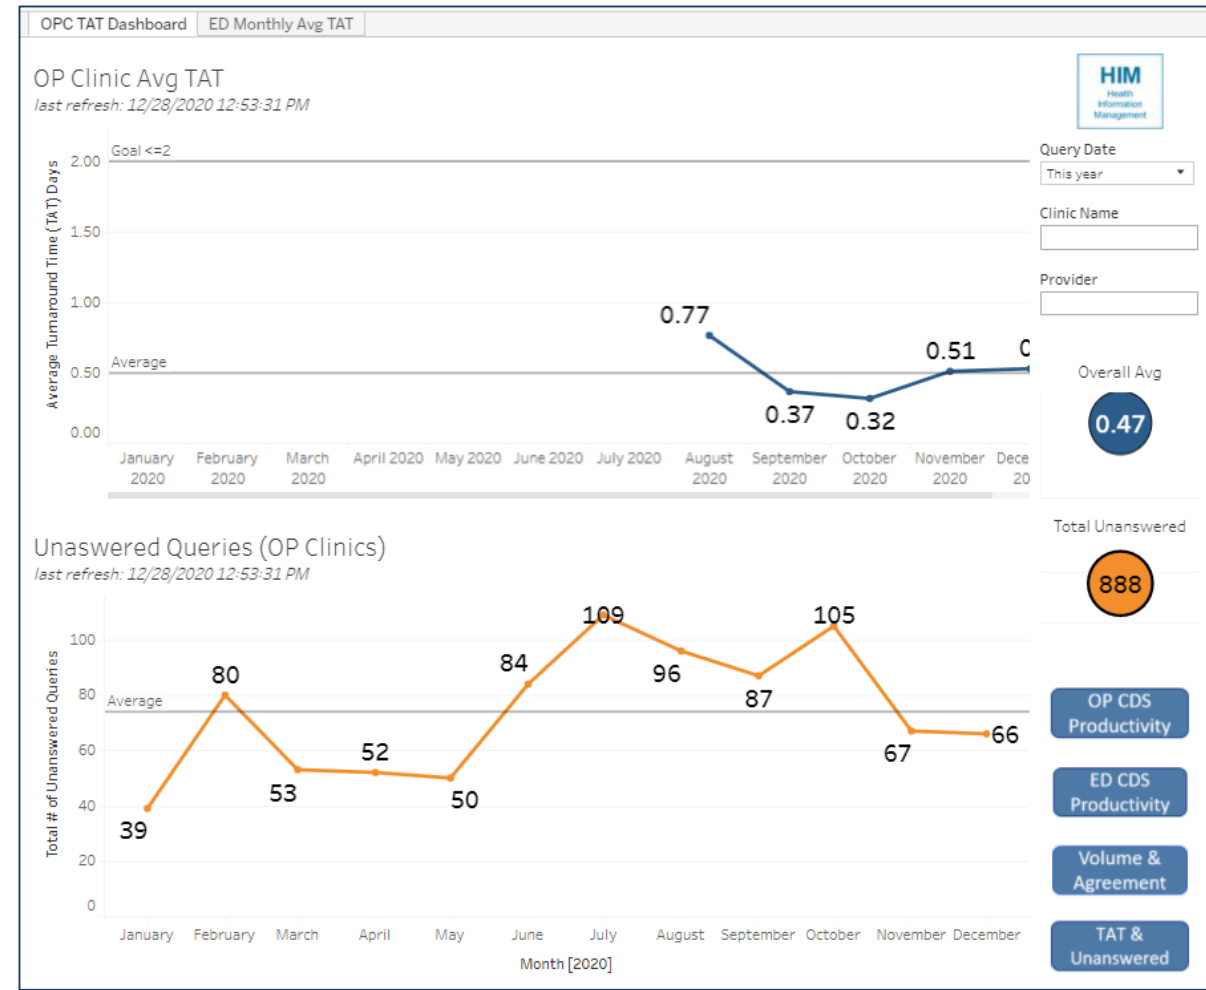 OPC TAT Dashboard
ED Monthly Avg TAT
OP Clinic Avg TAT
last refresh: 12/28/2020 12:53:31 PM
HIM
Health
Information
Management
Query Date
This year
Clinic Name
Provider
Average Turnaround Time (TAT) Days
2.00
1.50
1.00
0.50
0.00
Goal <=2
Average
0.77
0.37
0.32
0.51
January
2020
February
2020
March
2020
April 2020
May 2020
June 2020
July 2020
August
2020
September
2020
October
2020
November
2020
Dece
20
Overall Avg
0.47
Total Unanswered
888
Unaswered Queries (OP Clinics)
last refresh: 12/28/2020 12:53:31 PM
Total # of Unanswered Queries
100
80
60
40
20
0
Average
39
80
53
52
50
84
109
96
87
105
67
66
January
February
March
April
May
June
July
August
September
October
November
December
Month [2020]
OP CDS
Productivity
ED CDS
Productivity
Volume &
Agreement
TAT &
Unanswered